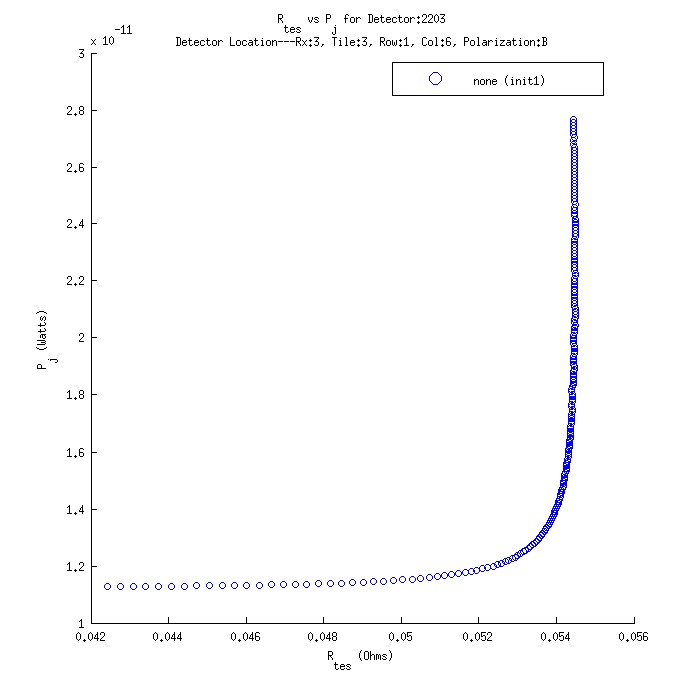 R_tes vs P_j for Detector:2203
Detector Location---Rx:3, Tile:3, Row:1, Col:6, Polarization:B
x 10^-11
none (init1)
3
2.8
2.6
2.4
2.2
2
1.8
1.6
1.4
1.2
1
P_j (Watts)
0.042 0.044 0.046 0.048 0.05 0.052 0.054 0.056
R_tes (Ohms)